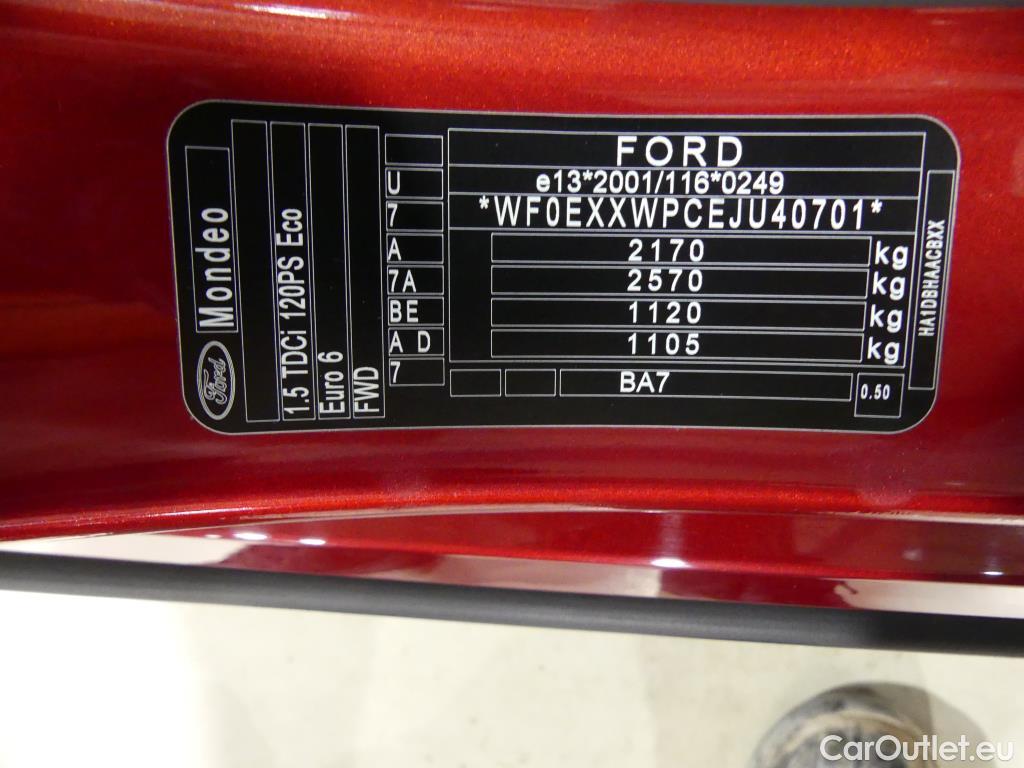 FORD
e13*2001/116*0249
*WF0EXXWPCEJU40701*
2170 kg
2570 kg
1120 kg
1105 kg
BA7
0.50
HA1DBHAACBXX
U
7
A
7A
BE
A D
7
Ford
Mondeo
1.5 TDCi 120PS Eco
Euro 6
FWD
CarOutlet.eu